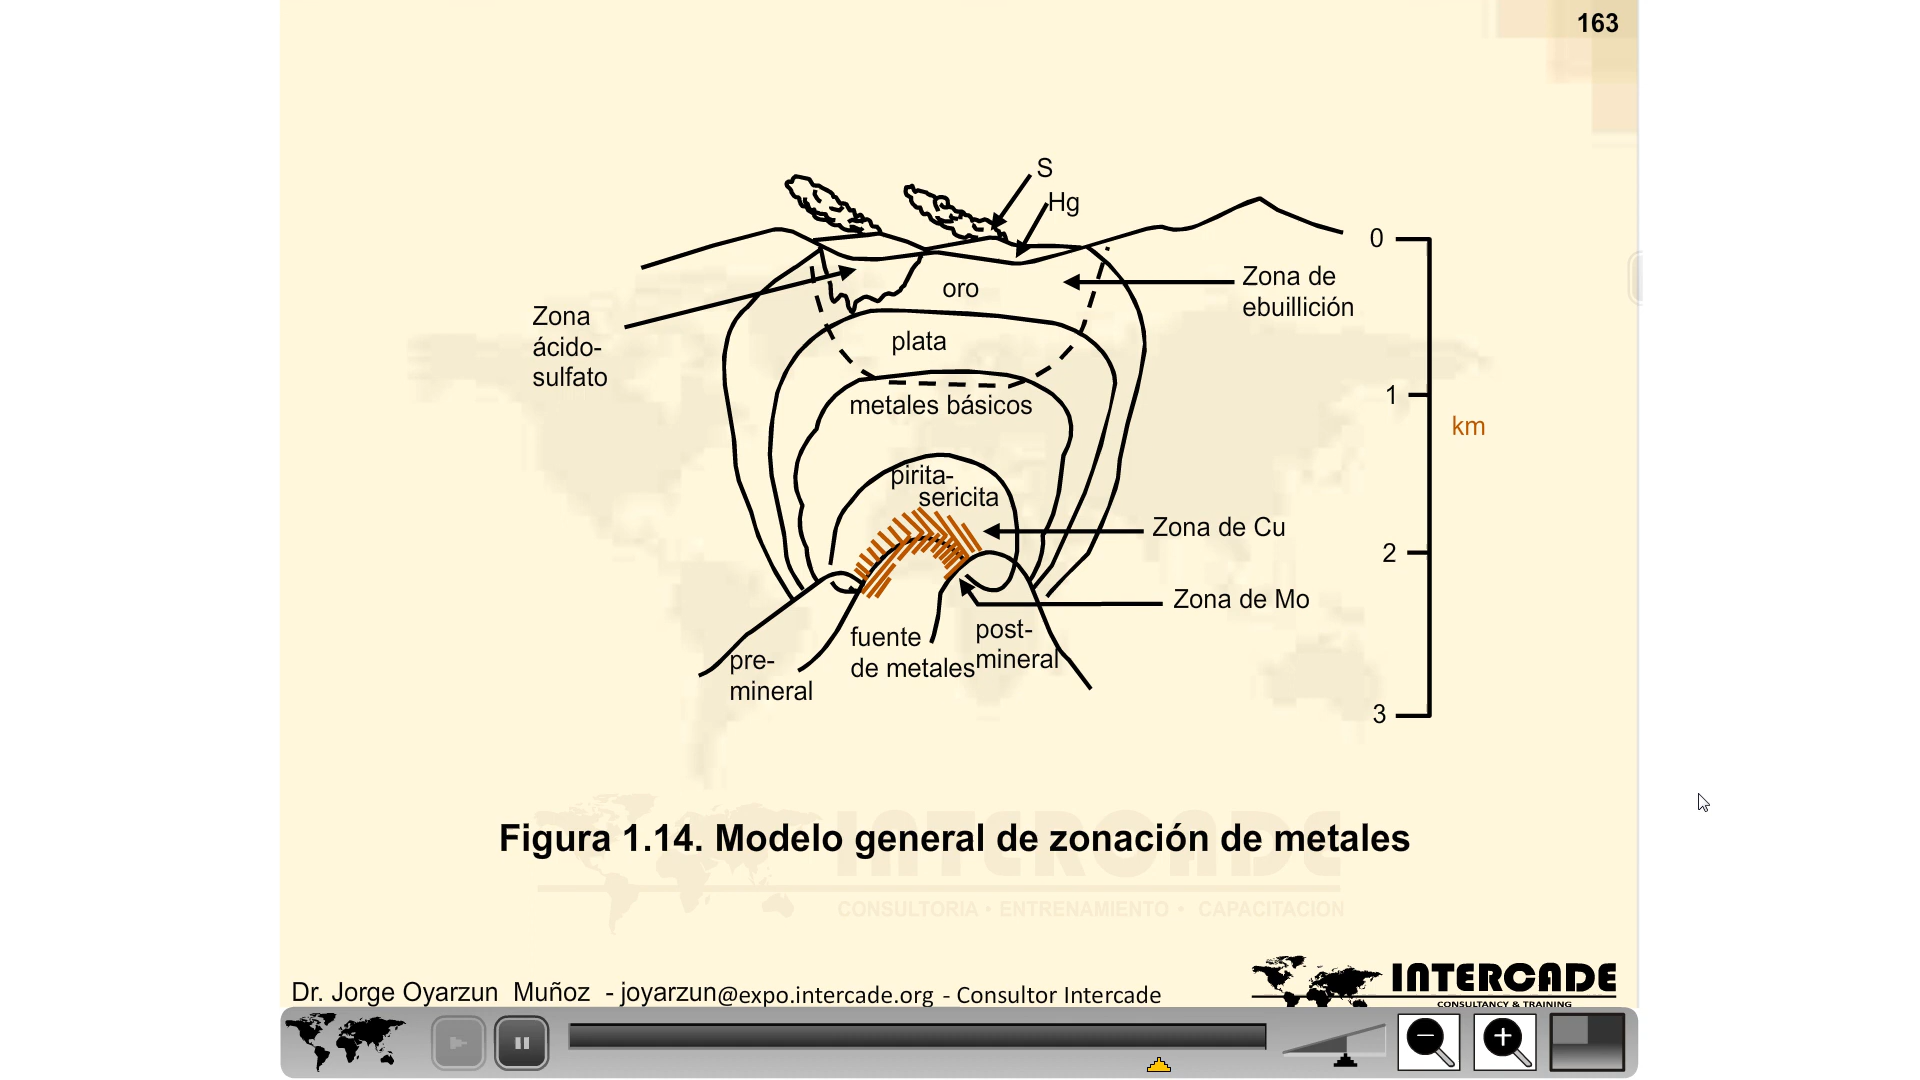 163
S
Hg
0
Zona de
ebuillición
oro
Zona
ácido-
sulfato
plata
1
metales básicos
km
pirita-
sericita
Zona de Cu
2
Zona de Mo
fuente
de metales
post-
mineral
pre-
mineral
3
Figura 1.14. Modelo general de zonación de metales
INTERCADE
CONSULTORIA • ENTRENAMIENTO • CAPACITACION
Dr. Jorge Oyarzun Muñoz - joyarzun@expo.intercade.org - Consultor Intercade
INTERCADE
CONSULTANCY & TRAINING